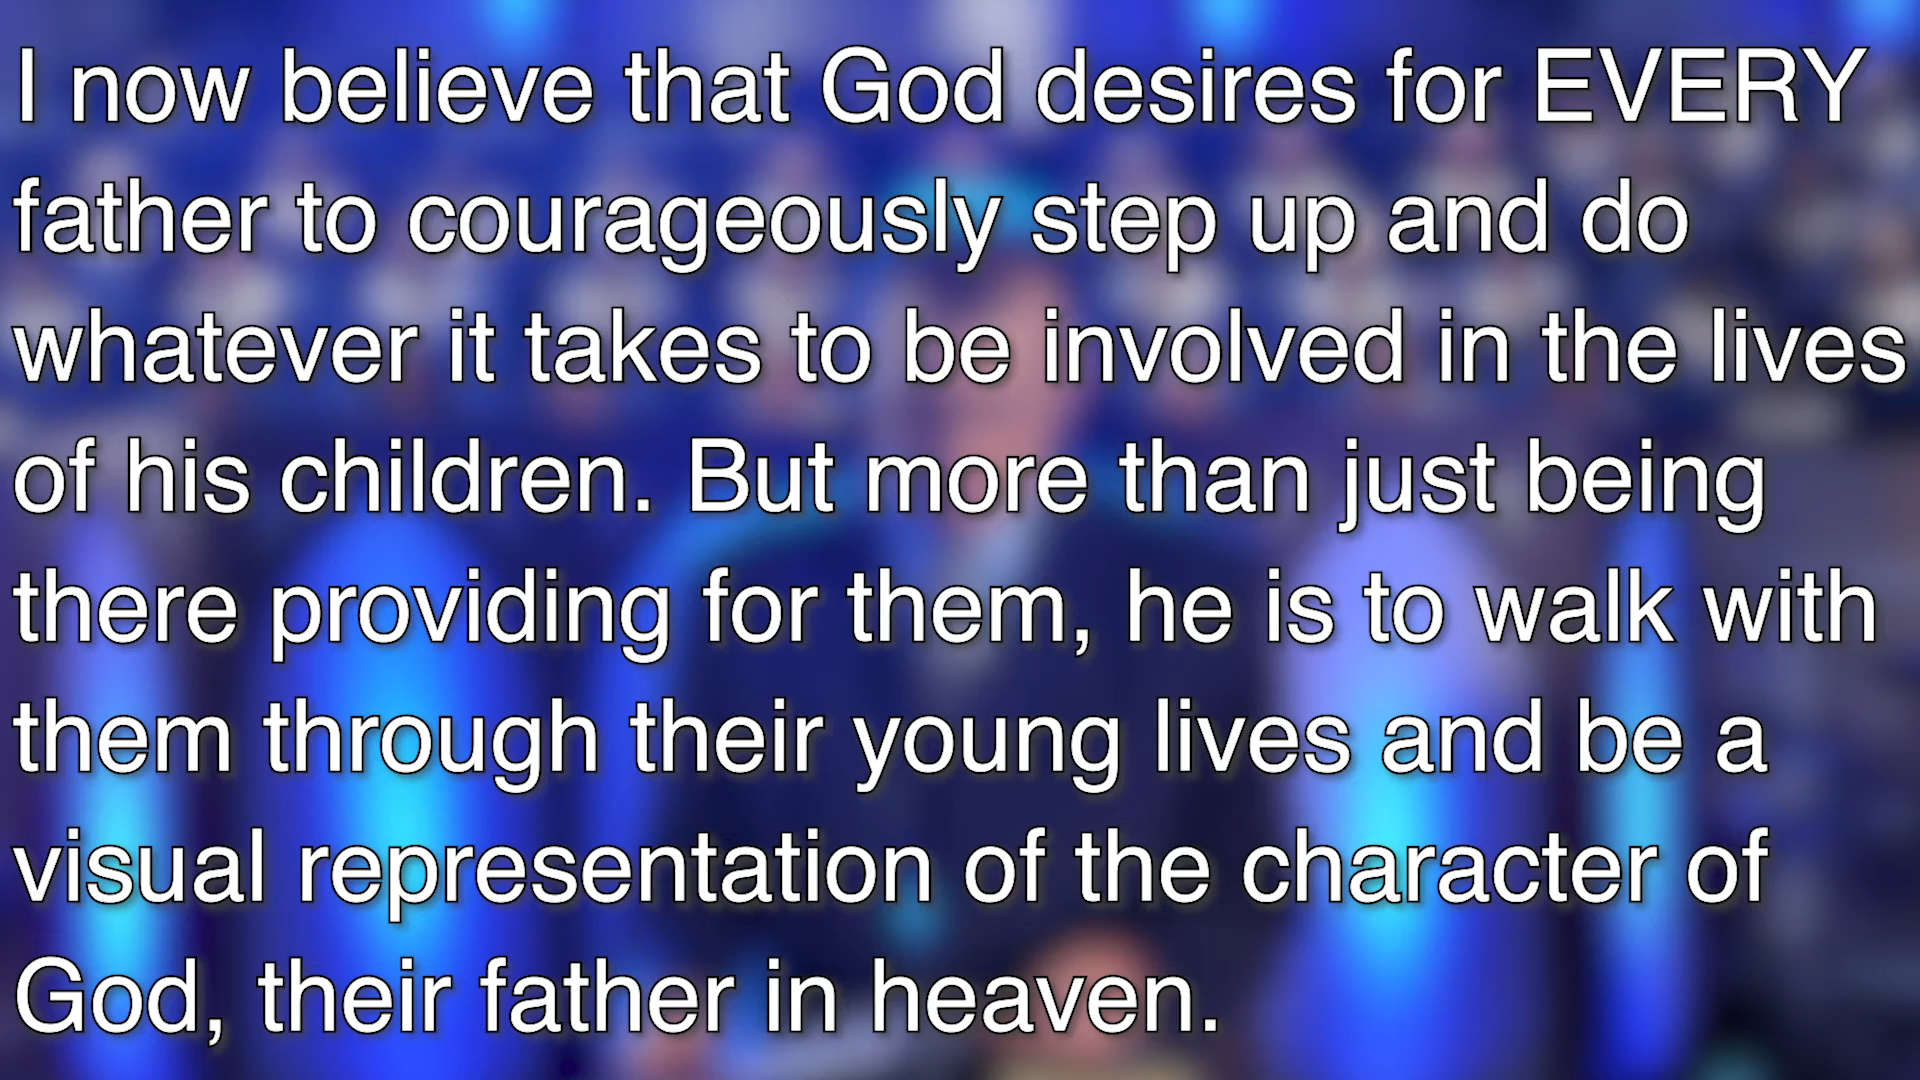 I now believe that God desires for EVERY
father to courageously step up and do
whatever it takes to be involved in the lives
of his children. But more than just being
there providing for them, he is to walk with
them through their young lives and be a
visual representation of the character of
God, their father in heaven.